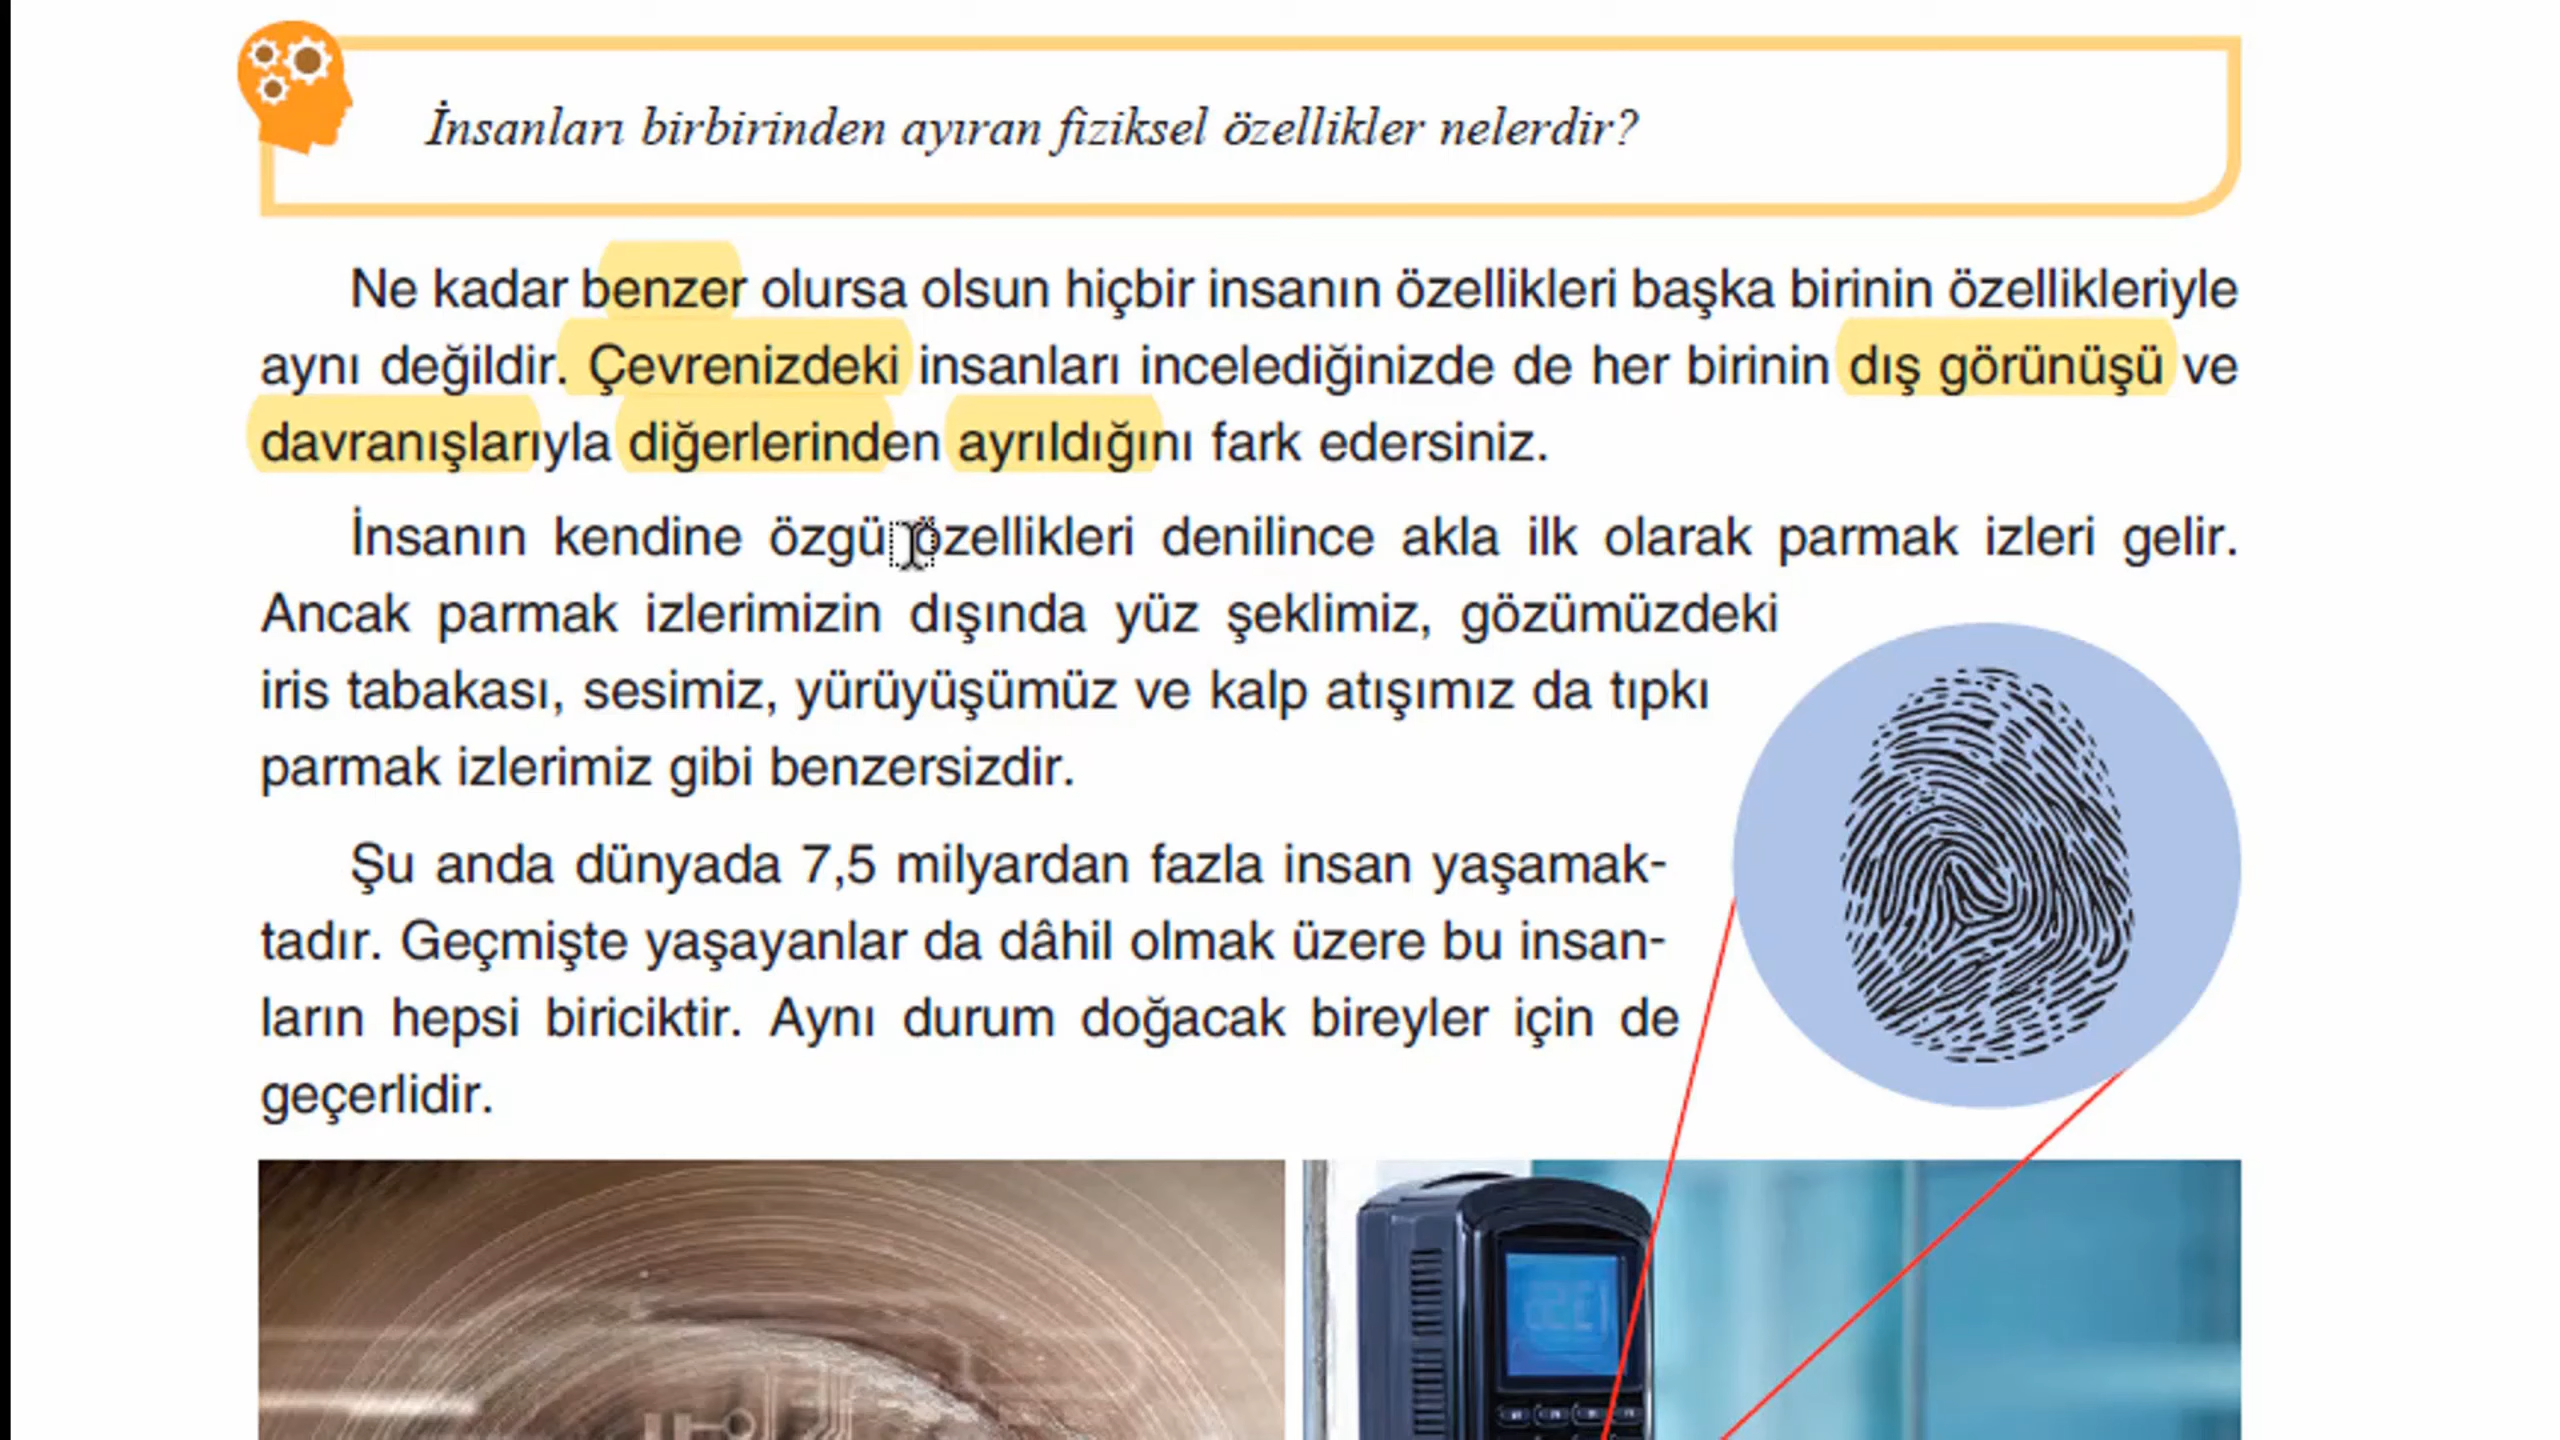 İnsanları birbirinden ayıran fiziksel özellikler nelerdir?
Ne kadar benzer olursa olsun hiçbir insanın özellikleri başka birinin özellikleriyle
aynı değildir. Çevrenizdeki insanları incelediğinizde de her birinin dış görünüşü ve
davranışlarıyla diğerlerinden ayrıldığını fark edersiniz.
İnsanın kendine özgü özellikleri denilince akla ilk olarak parmak izleri gelir.
Ancak parmak izlerimizin dışında yüz şeklimiz, gözümüzdeki
iris tabakası, sesimiz, yürüyüşümüz ve kalp atışımız da tıpkı
parmak izlerimiz gibi benzersizdir.
Şu anda dünyada 7,5 milyardan fazla insan yaşamak-
tadır. Geçmişte yaşayanlar da dâhil olmak üzere bu insan-
ların hepsi biriciktir. Aynı durum doğacak bireyler için de
geçerlidir.